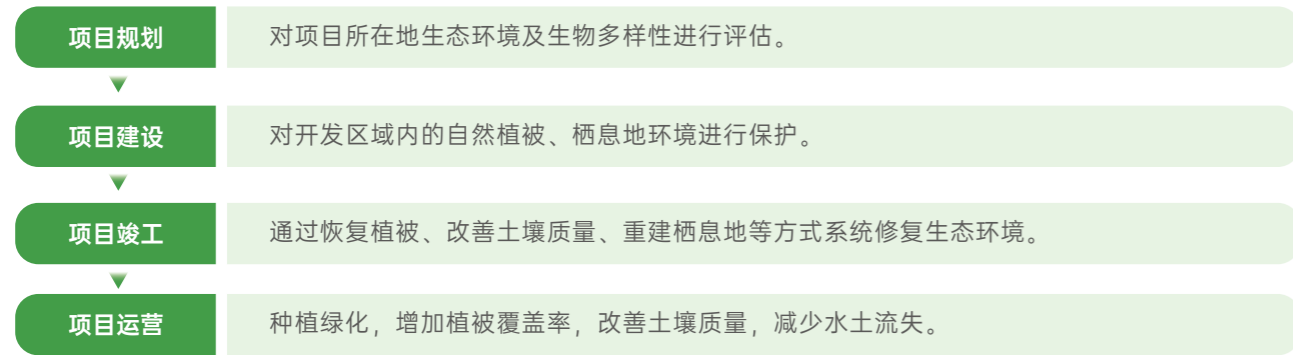 项目规划
对项目所在地生态环境及生物多样性进行评估。
项目建设
对开发区域内的自然植被、栖息地环境进行保护。
项目竣工
通过恢复植被、改善土壤质量、重建栖息地等方式系统修复生态环境。
项目运营
种植绿化，增加植被覆盖率，改善土壤质量，减少水土流失。